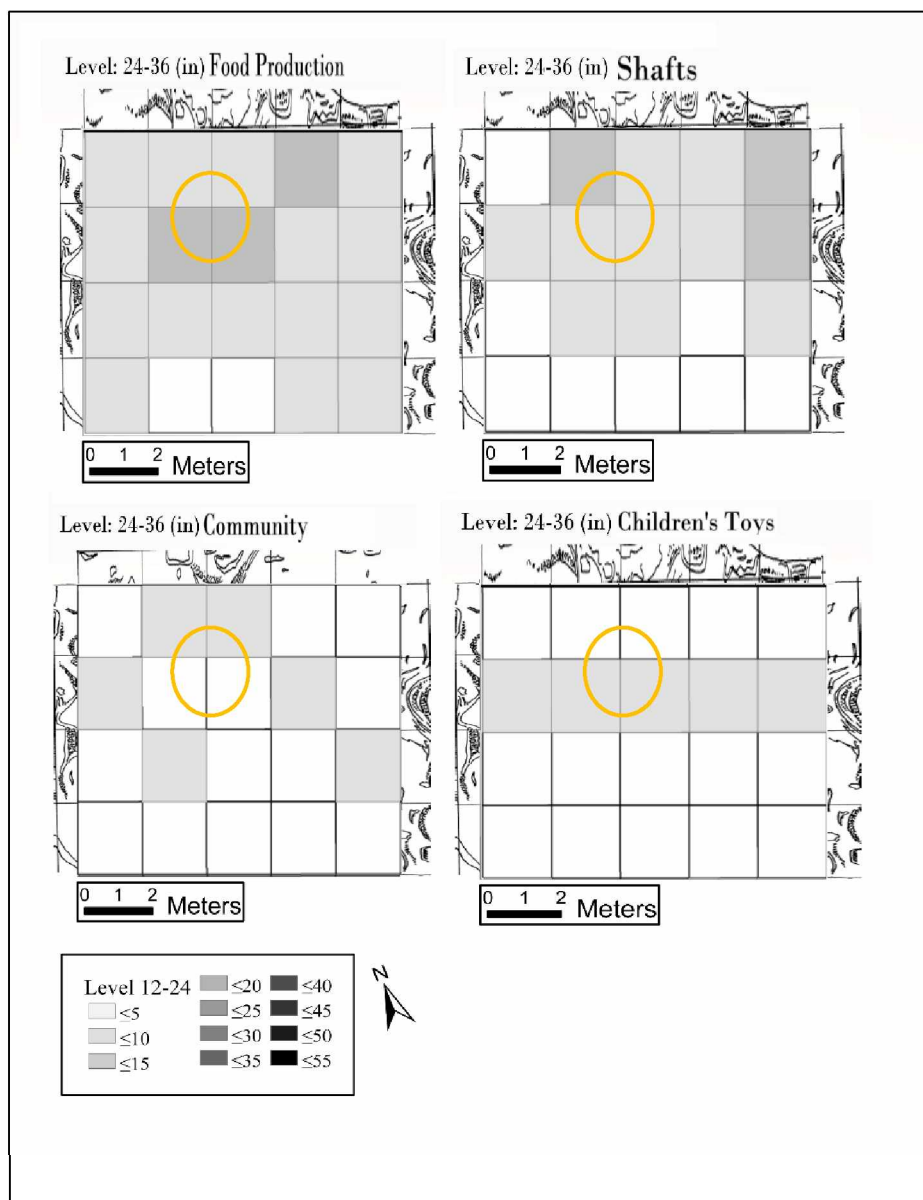 Level: 24-36 (in) Food Production
Level: 24-36 (in) Shafts
0 1 2
Meters
0 1 2
Meters
Level: 24-36 (in) Community
Level: 24-36 (in) Children's Toys
0 1 2
Meters
0 1 2
Meters
Level 12-24
≤5
≤10
≤15
≤20
≤25
≤30
≤35
≤40
≤45
≤50
≤55
N